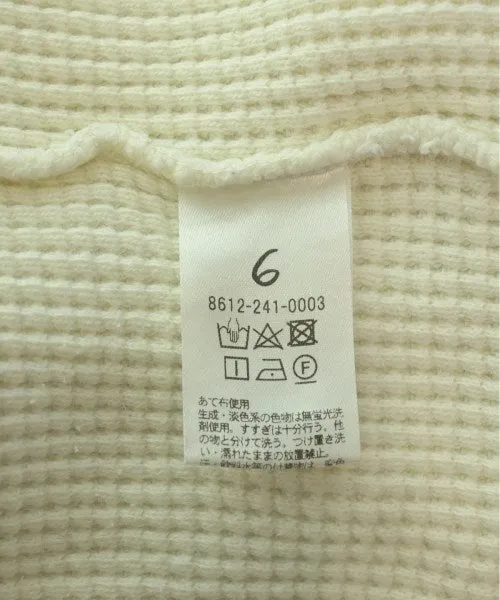 6
8612-241-0003
F
あて布使用
生成・淡色系の色物は無蛍光洗
剤使用。すすぎは十分行う。他
の物と分けて洗う。つけ置き洗
い・濡れたままの放置禁止。